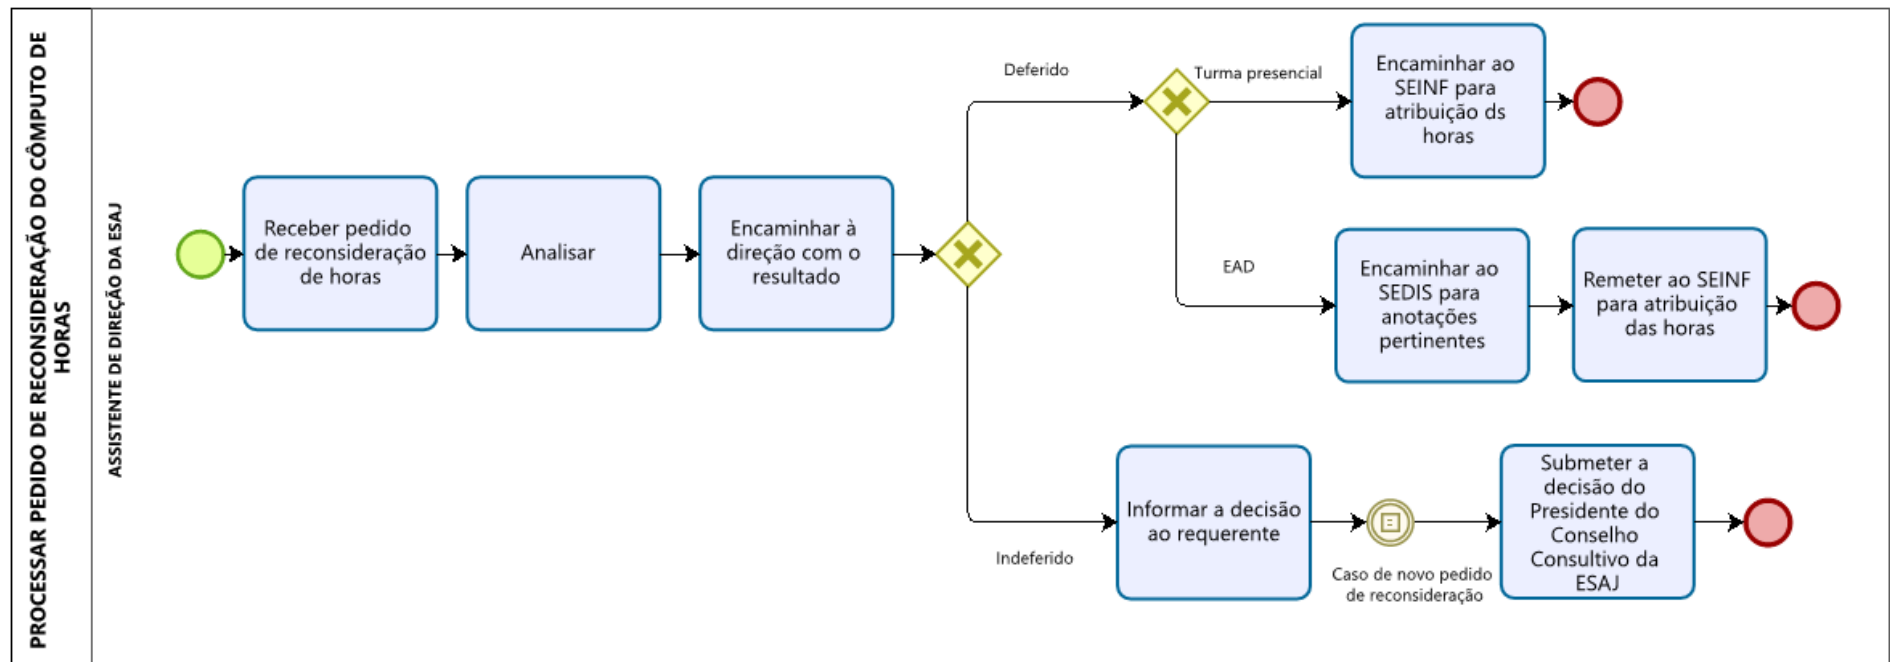 PROCESSAR PEDIDO DE RECONSIDERAÇÃO DO CÔMPUTO DE
HORAS
ASSISTENTE DE DIREÇÃO DA ESAJ
Receber pedido
de reconsideração
de horas
Analisar
Encaminhar à
direção com o
resultado
Deferido
Turma presencial
Encaminhar ao
SEINF para
atribuição ds
horas
EAD
Encaminhar ao
SEDIS para
anotações
pertinentes
Remeter ao SEINF
para atribuição
das horas
Indeferido
Informar a decisão
ao requerente
Caso de novo pedido
de reconsideração
Submeter a
decisão do
Presidente do
Conselho
Consultivo da
ESAJ